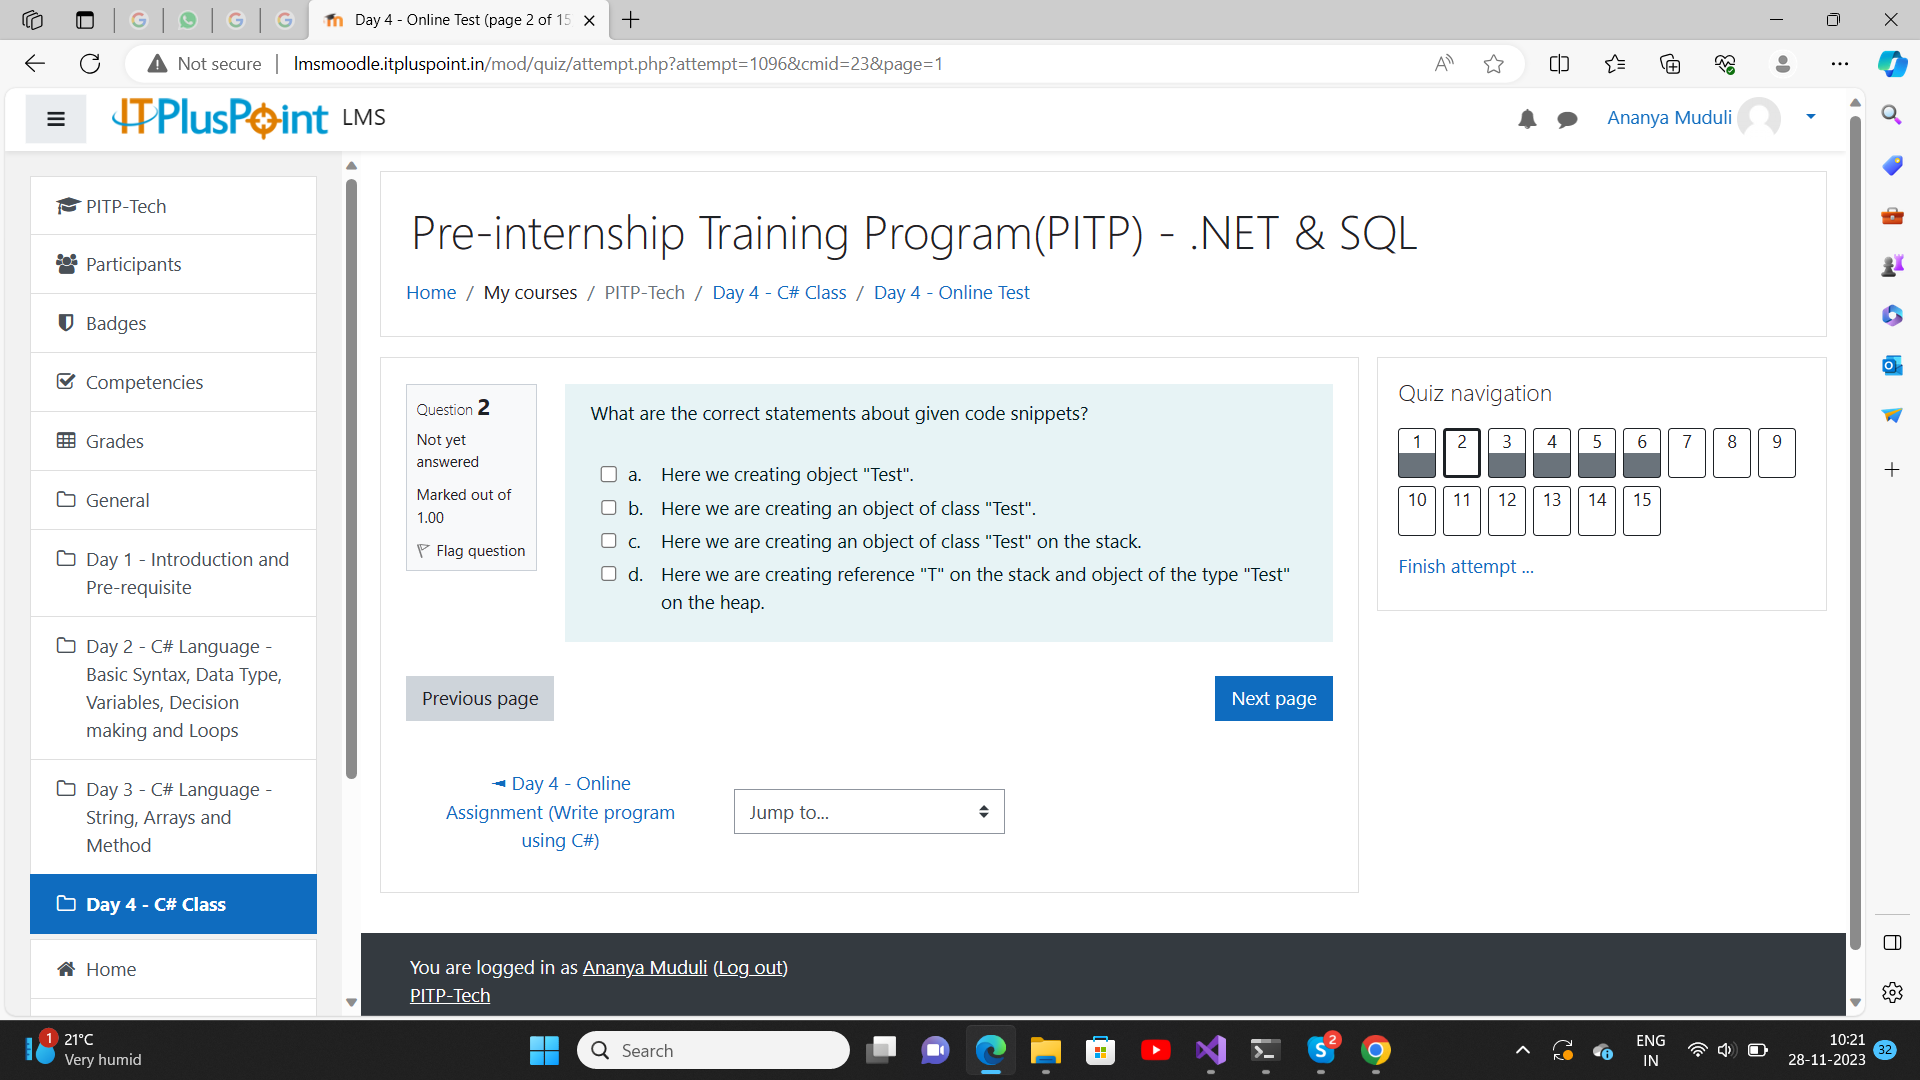 Day 4 - Online Test (page 2 of 15
Not secure
lmsmoodle.itpluspoint.in/mod/quiz/attempt.php?attempt=1096&cmid=23&page=1
ITPlusPoint LMS
Ananya Muduli
PITP-Tech
Participants
Badges
Competencies
Grades
General
Day 1 - Introduction and
Pre-requisite
Day 2 - C# Language -
Basic Syntax, Data Type,
Variables, Decision
making and Loops
Day 3 - C# Language -
String, Arrays and
Method
Day 4 - C# Class
Home
Pre-internship Training Program(PITP) - .NET & SQL
Home / My courses / PITP-Tech / Day 4 - C# Class / Day 4 - Online Test
Question 2
Not yet
answered
Marked out of
1.00
Flag question
What are the correct statements about given code snippets?
a. Here we creating object "Test".
b. Here we are creating an object of class "Test".
c. Here we are creating an object of class "Test" on the stack.
d. Here we are creating reference "T" on the stack and object of the type "Test"
on the heap.
Previous page
Next page
◄ Day 4 - Online
Assignment (Write program
using C#)
Jump to...
Quiz navigation
1 2 3 4 5 6 7 8 9
10 11 12 13 14 15
Finish attempt ...
You are logged in as Ananya Muduli (Log out)
PITP-Tech
1
21°C
Very humid
Search
2
ENG
IN
10:21
28-11-2023
32